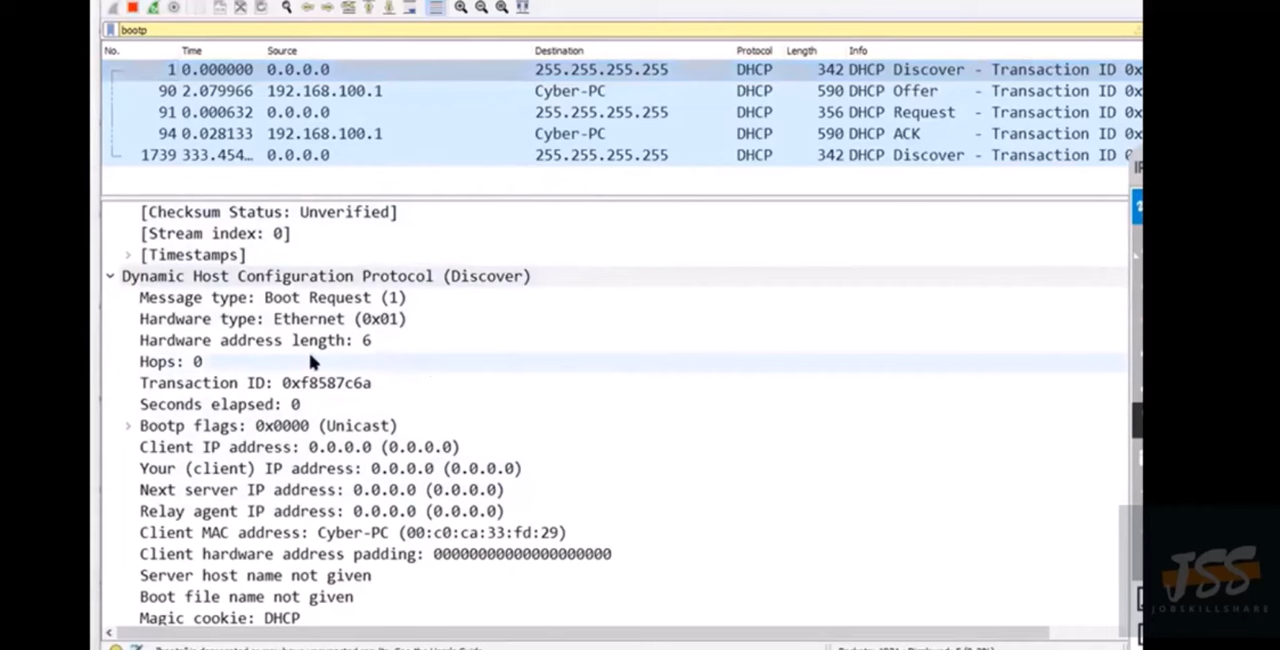 bootp
No. Time Source Destination Protocol Length Info
1 0.000000 0.0.0.0 255.255.255.255 DHCP 342 DHCP Discover - Transaction ID 0x
90 2.079966 192.168.100.1 Cyber-PC DHCP 590 DHCP Offer - Transaction ID 0x
91 0.000632 0.0.0.0 255.255.255.255 DHCP 356 DHCP Request - Transaction ID 0x
94 0.028133 192.168.100.1 Cyber-PC DHCP 590 DHCP ACK - Transaction ID 0x
1739 333.454… 0.0.0.0 255.255.255.255 DHCP 342 DHCP Discover - Transaction ID 0
[Checksum Status: Unverified]
[Stream index: 0]
[Timestamps]
Dynamic Host Configuration Protocol (Discover)
Message type: Boot Request (1)
Hardware type: Ethernet (0x01)
Hardware address length: 6
Hops: 0
Transaction ID: 0xf8587c6a
Seconds elapsed: 0
Bootp flags: 0x0000 (Unicast)
Client IP address: 0.0.0.0 (0.0.0.0)
Your (client) IP address: 0.0.0.0 (0.0.0.0)
Next server IP address: 0.0.0.0 (0.0.0.0)
Relay agent IP address: 0.0.0.0 (0.0.0.0)
Client MAC address: Cyber-PC (00:c0:ca:33:fd:29)
Client hardware address padding: 00000000000000000000
Server host name not given
Boot file name not given
Magic cookie: DHCP
JSS
JOBSKILLSHARE